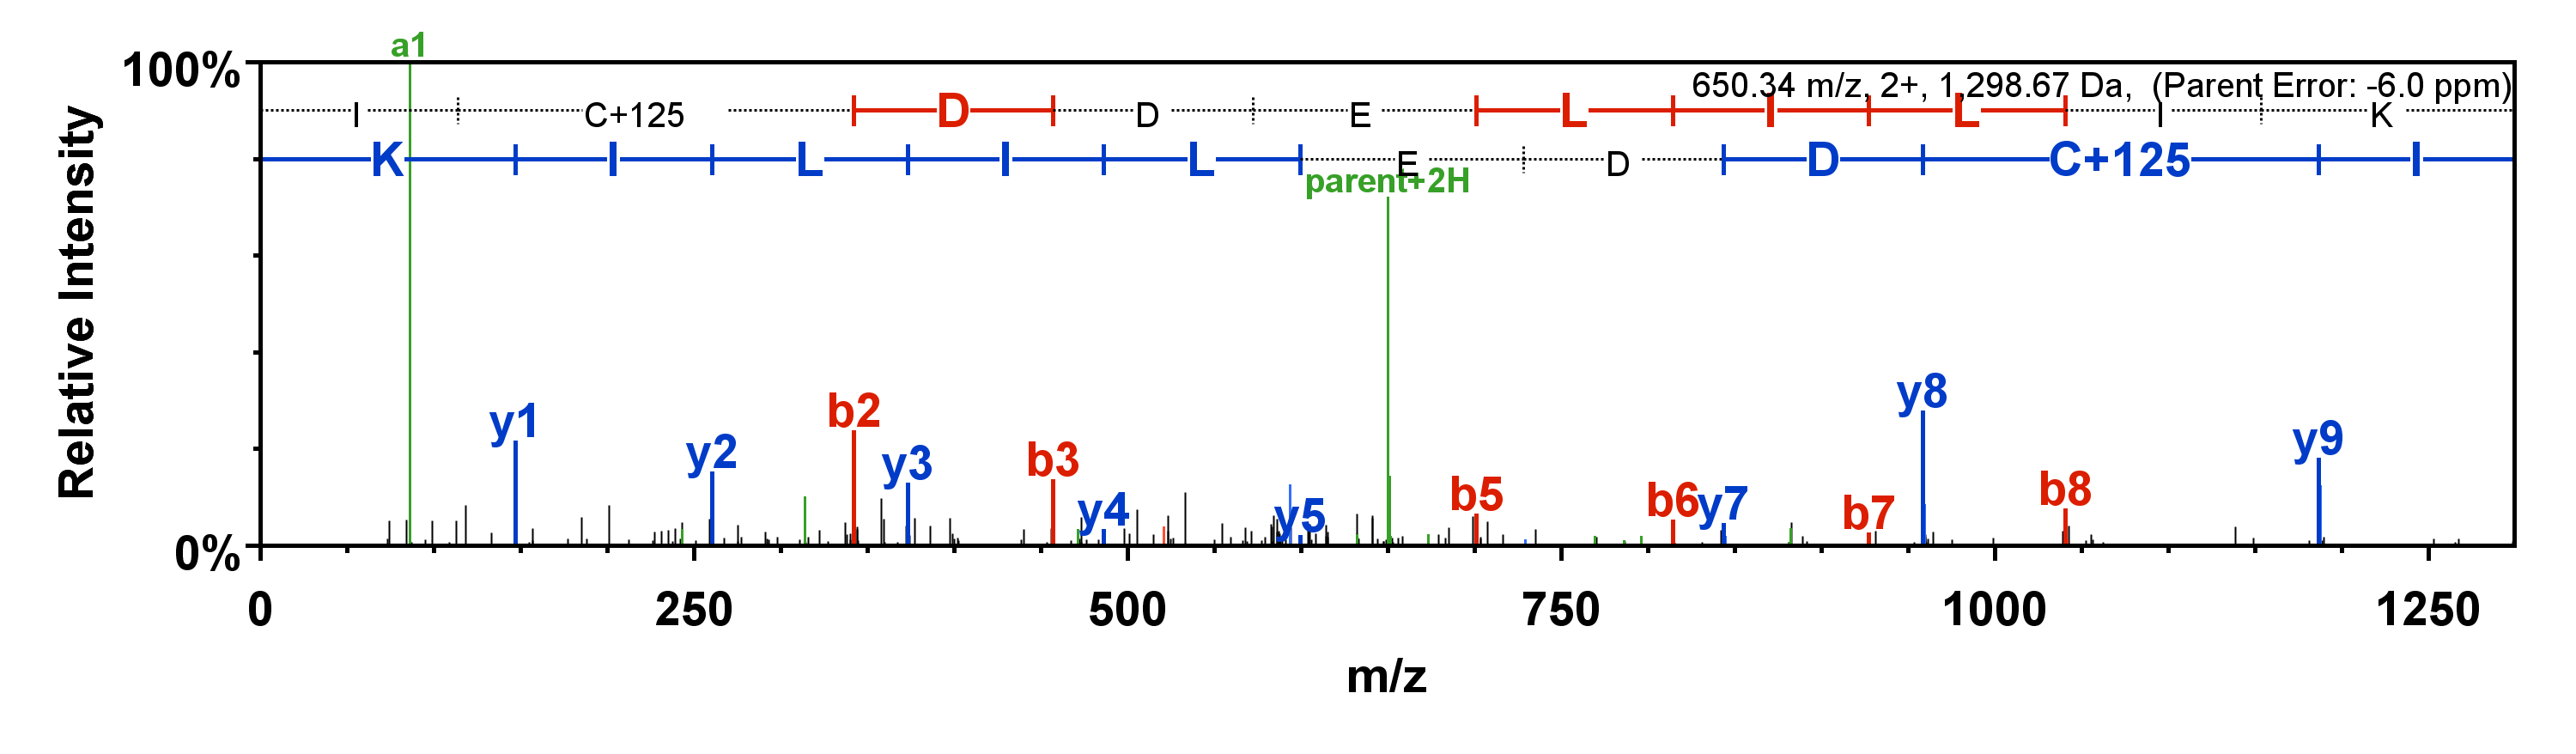 a1
100%
650.34 m/z, 2+, 1,298.67 Da, (Parent Error: -6.0 ppm)
I C+125 D D E L I L I K
K I L I L E D D C+125 I
parent+2H
Relative Intensity
y1 y2 b2 y3 b3 y4 y5 b5 b6 y7 b7 y8 b8 y9
0%
0 250 500 750 1000 1250
m/z